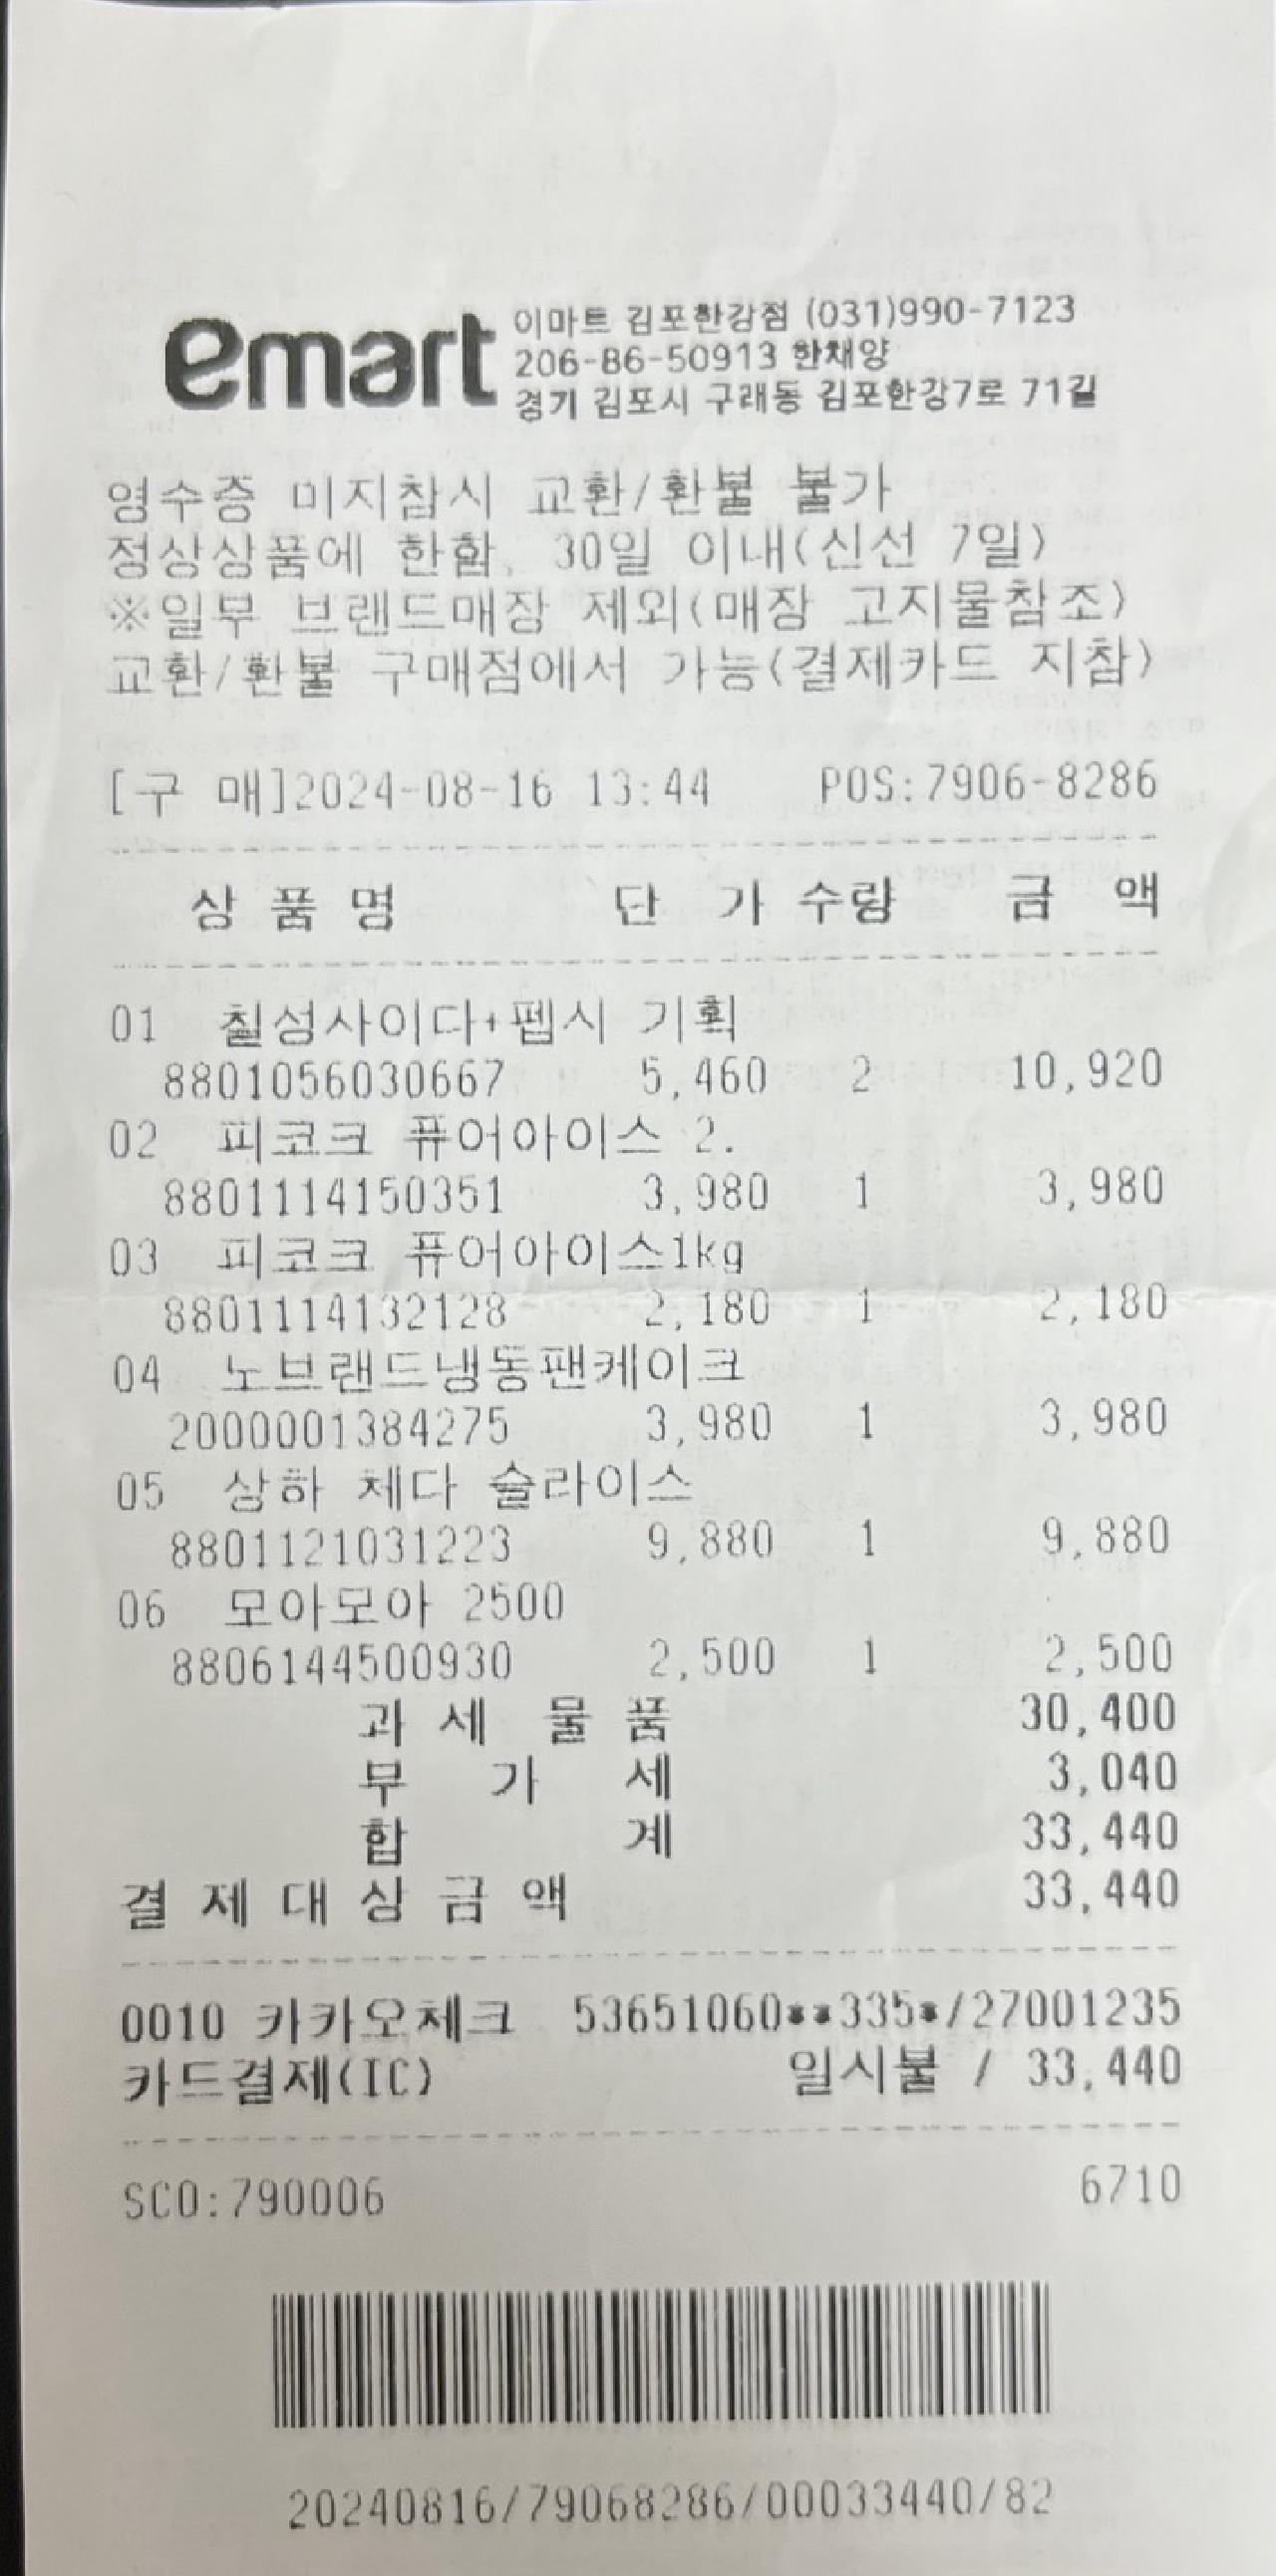 emart
이마트 김포한강점 (031)990-7123
206-86-50913 한채양
경기 김포시 구래동 김포한강7로 71길
영수증 미지참시 교환/환불 불가
정상상품에 한함, 30일 이내(신선 7일)
※일부 브랜드매장 제외(매장 고지물참조)
교환/환불 구매점에서 가능(결제카드 지참)
[구 매]2024-08-16 13:44 POS:7906-8286
상 품 명 단 가 수량 금 액
01 칠성사이다+펩시 기획
8801056030667 5,460 2 10,920
02 피코크 퓨어아이스 2.
8801114150351 3,980 1 3,980
03 피코크 퓨어아이스1kg
8801114132128 2,180 1 2,180
04 노브랜드냉동팬케이크
2000001384275 3,980 1 3,980
05 상하 체다 슬라이스
8801121031223 9,880 1 9,880
06 모아모아 2500
8806144500930 2,500 1 2,500
과 세 물 품 30,400
부 가 세 3,040
합 계 33,440
결 제 대 상 금 액 33,440
0010 카카오체크 53651060**335*/27001235
카드결제(IC) 일시불 / 33,440
SCO:790006 6710
20240816/79068286/00033440/82